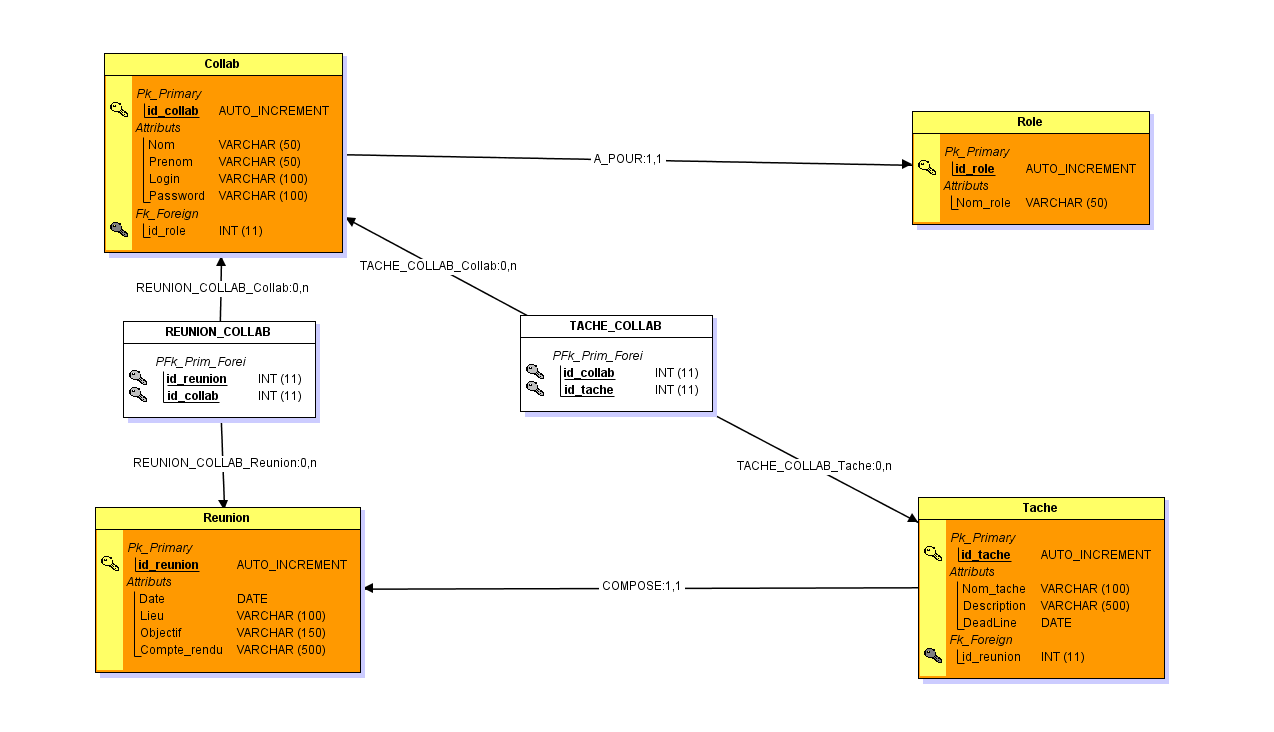 Collab
Pk_Primary
id_collab AUTO_INCREMENT
Attributs
Nom VARCHAR (50)
Prenom VARCHAR (50)
Login VARCHAR (100)
Password VARCHAR (100)
Fk_Foreign
id_role INT (11)
A_POUR:1,1
Role
Pk_Primary
id_role AUTO_INCREMENT
Attributs
Nom_role VARCHAR (50)
TACHE_COLLAB_Collab:0,n
REUNION_COLLAB_Collab:0,n
REUNION_COLLAB
PFk_Prim_Forei
id_reunion INT (11)
id_collab INT (11)
TACHE_COLLAB
PFk_Prim_Forei
id_collab INT (11)
id_tache INT (11)
REUNION_COLLAB_Reunion:0,n
TACHE_COLLAB_Tache:0,n
Reunion
Pk_Primary
id_reunion AUTO_INCREMENT
Attributs
Date DATE
Lieu VARCHAR (100)
Objectif VARCHAR (150)
Compte_rendu VARCHAR (500)
COMPOSE:1,1
Tache
Pk_Primary
id_tache AUTO_INCREMENT
Attributs
Nom_tache VARCHAR (100)
Description VARCHAR (500)
DeadLine DATE
Fk_Foreign
id_reunion INT (11)